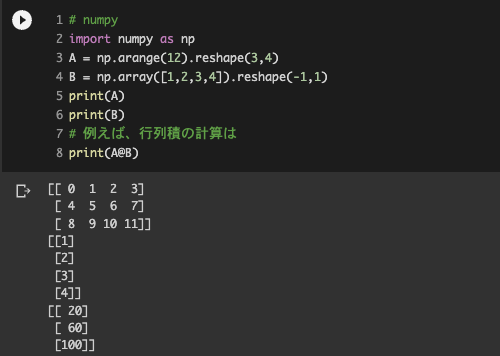 1 # numpy
2 import numpy as np
3 A = np.arange(12).reshape(3,4)
4 B = np.array([1,2,3,4]).reshape(-1,1)
5 print(A)
6 print(B)
7 # 例えば、行列積の計算は
8 print(A@B)
[[ 0  1  2  3]
 [ 4  5  6  7]
 [ 8  9 10 11]]
[[1]
 [2]
 [3]
 [4]]
[[ 20]
 [ 60]
 [100]]